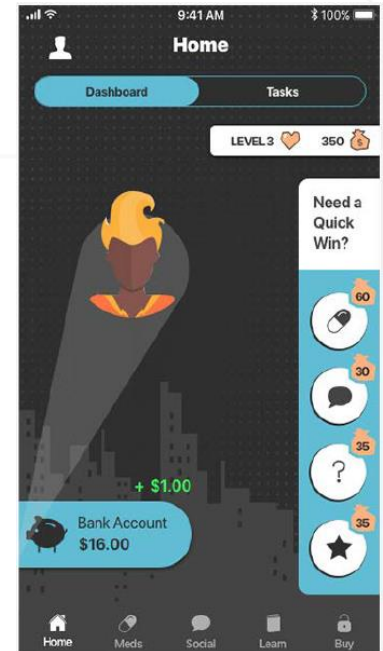 9:41 AM
100%
Home
Dashboard
Tasks
LEVEL 3
350
$
Need a
Quick
Win?
60
30
35
?
35
+ $1.00
Bank Account
$16.00
Home
Meds
Social
Learn
Buy